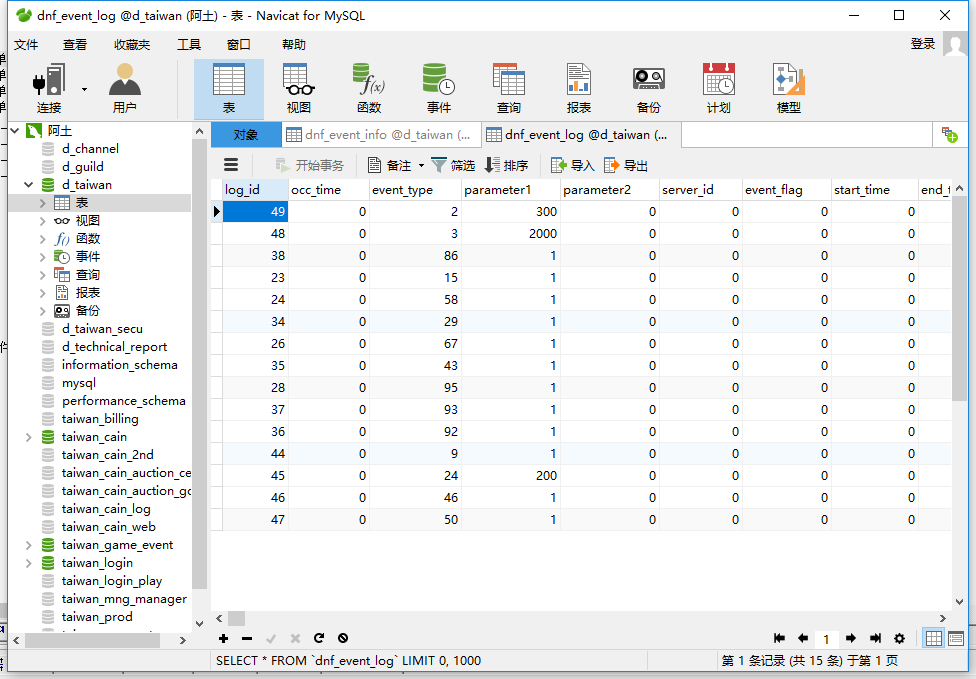 dnf_event_log @d_taiwan (阿土) - 表 - Navicat for MySQL
文件 查看 收藏夹 工具 窗口 帮助 登录
连接 用户 表 视图 函数 事件 查询 报表 备份 计划 模型
阿土
d_channel
d_guild
d_taiwan
表
视图
函数
事件
查询
报表
备份
d_taiwan_secu
d_technical_report
information_schema
mysql
performance_schema
taiwan_billing
taiwan_cain
taiwan_cain_2nd
taiwan_cain_auction_ce
taiwan_cain_auction_gc
taiwan_cain_log
taiwan_cain_web
taiwan_game_event
taiwan_login
taiwan_login_play
taiwan_mng_manager
taiwan_prod
对象 dnf_event_info @d_taiwan (... dnf_event_log @d_taiwan (...
开始事务 备注 筛选 排序 导入 导出
log_id occ_time event_type parameter1 parameter2 server_id event_flag start_time end_t
49 0 2 300 0 0 0 0
48 0 3 2000 0 0 0 0
38 0 86 1 0 0 0 0
23 0 15 1 0 0 0 0
24 0 58 1 0 0 0 0
34 0 29 1 0 0 0 0
26 0 67 1 0 0 0 0
35 0 43 1 0 0 0 0
28 0 95 1 0 0 0 0
37 0 93 1 0 0 0 0
36 0 92 1 0 0 0 0
44 0 9 1 0 0 0 0
45 0 24 200 0 0 0 0
46 0 46 1 0 0 0 0
47 0 50 1 0 0 0 0
1
SELECT * FROM `dnf_event_log` LIMIT 0, 1000 第 1 条记录 (共 15 条) 于第 1 页